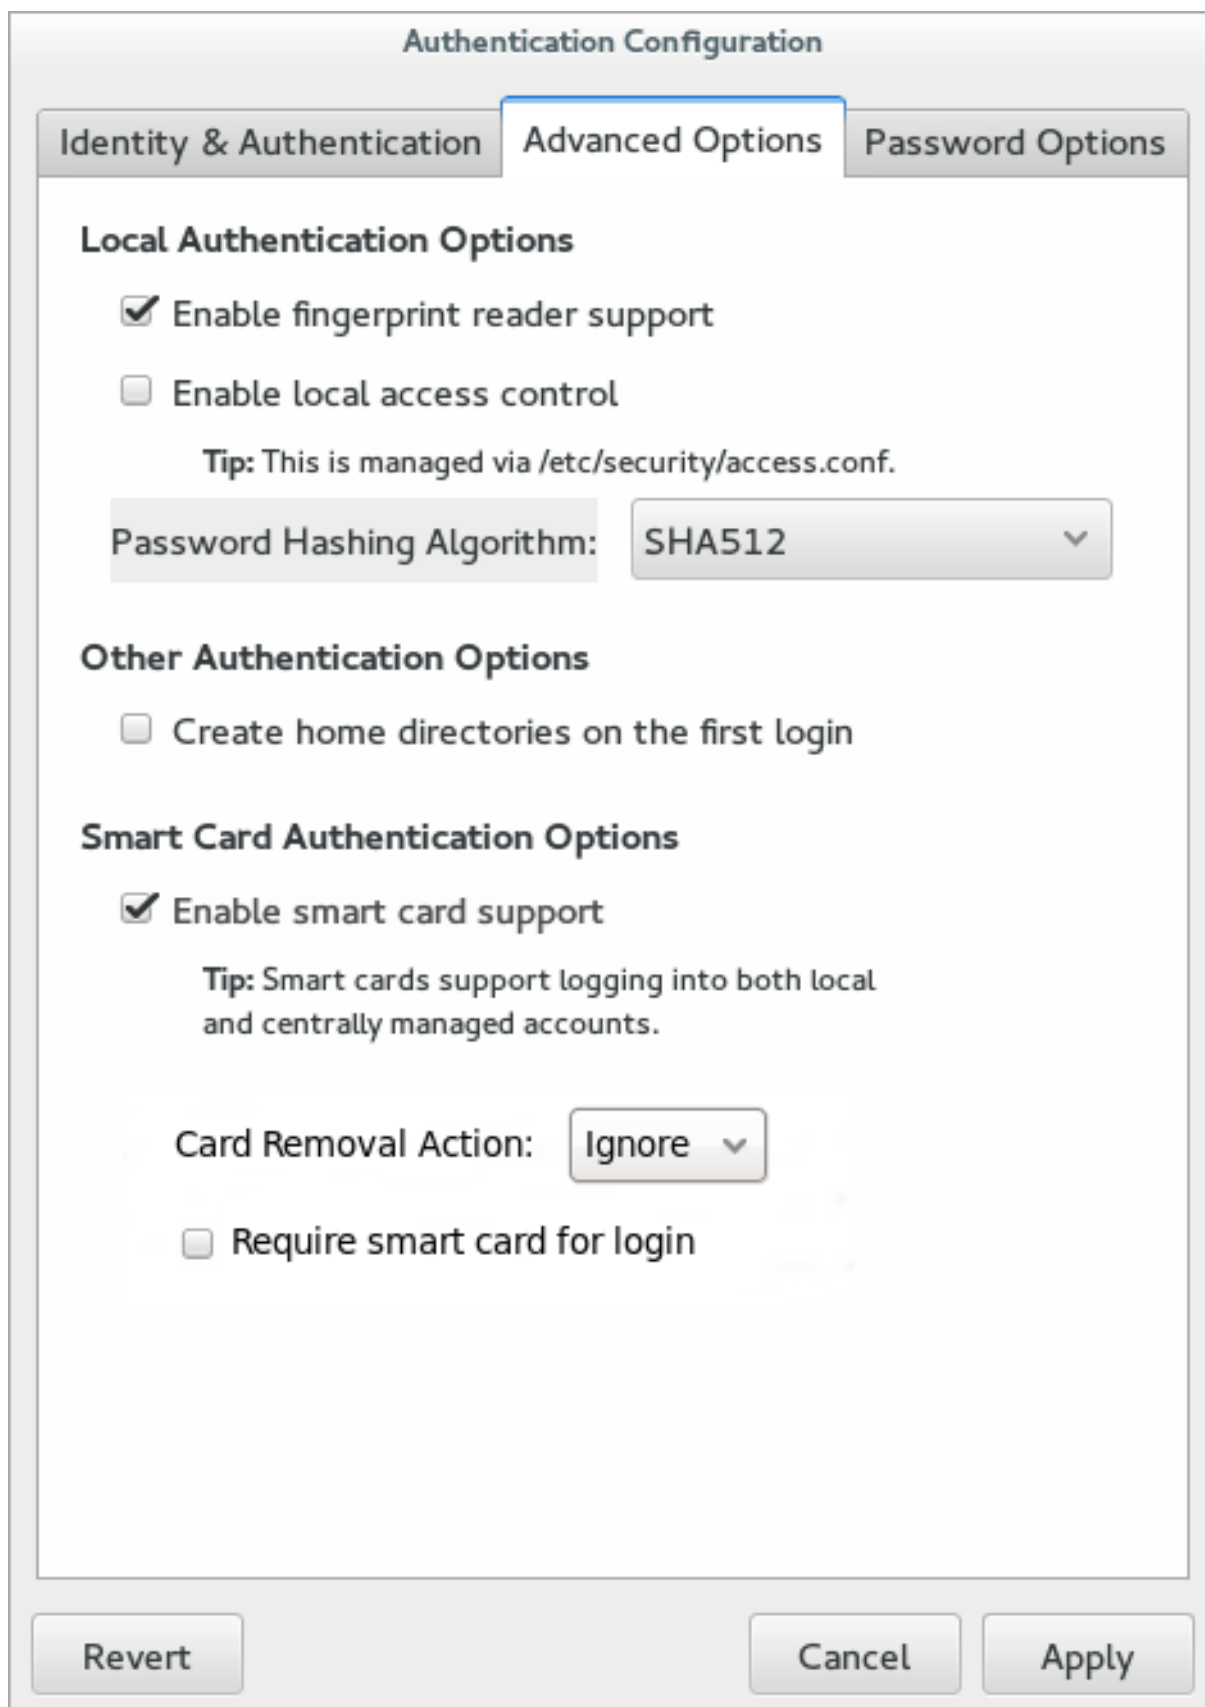 Authentication Configuration
Identity & Authentication
Advanced Options
Password Options
Local Authentication Options
Enable fingerprint reader support
Enable local access control
Tip: This is managed via /etc/security/access.conf.
Password Hashing Algorithm:
SHA512
Other Authentication Options
Create home directories on the first login
Smart Card Authentication Options
Enable smart card support
Tip: Smart cards support logging into both local
and centrally managed accounts.
Card Removal Action:
Ignore
Require smart card for login
Revert
Cancel
Apply